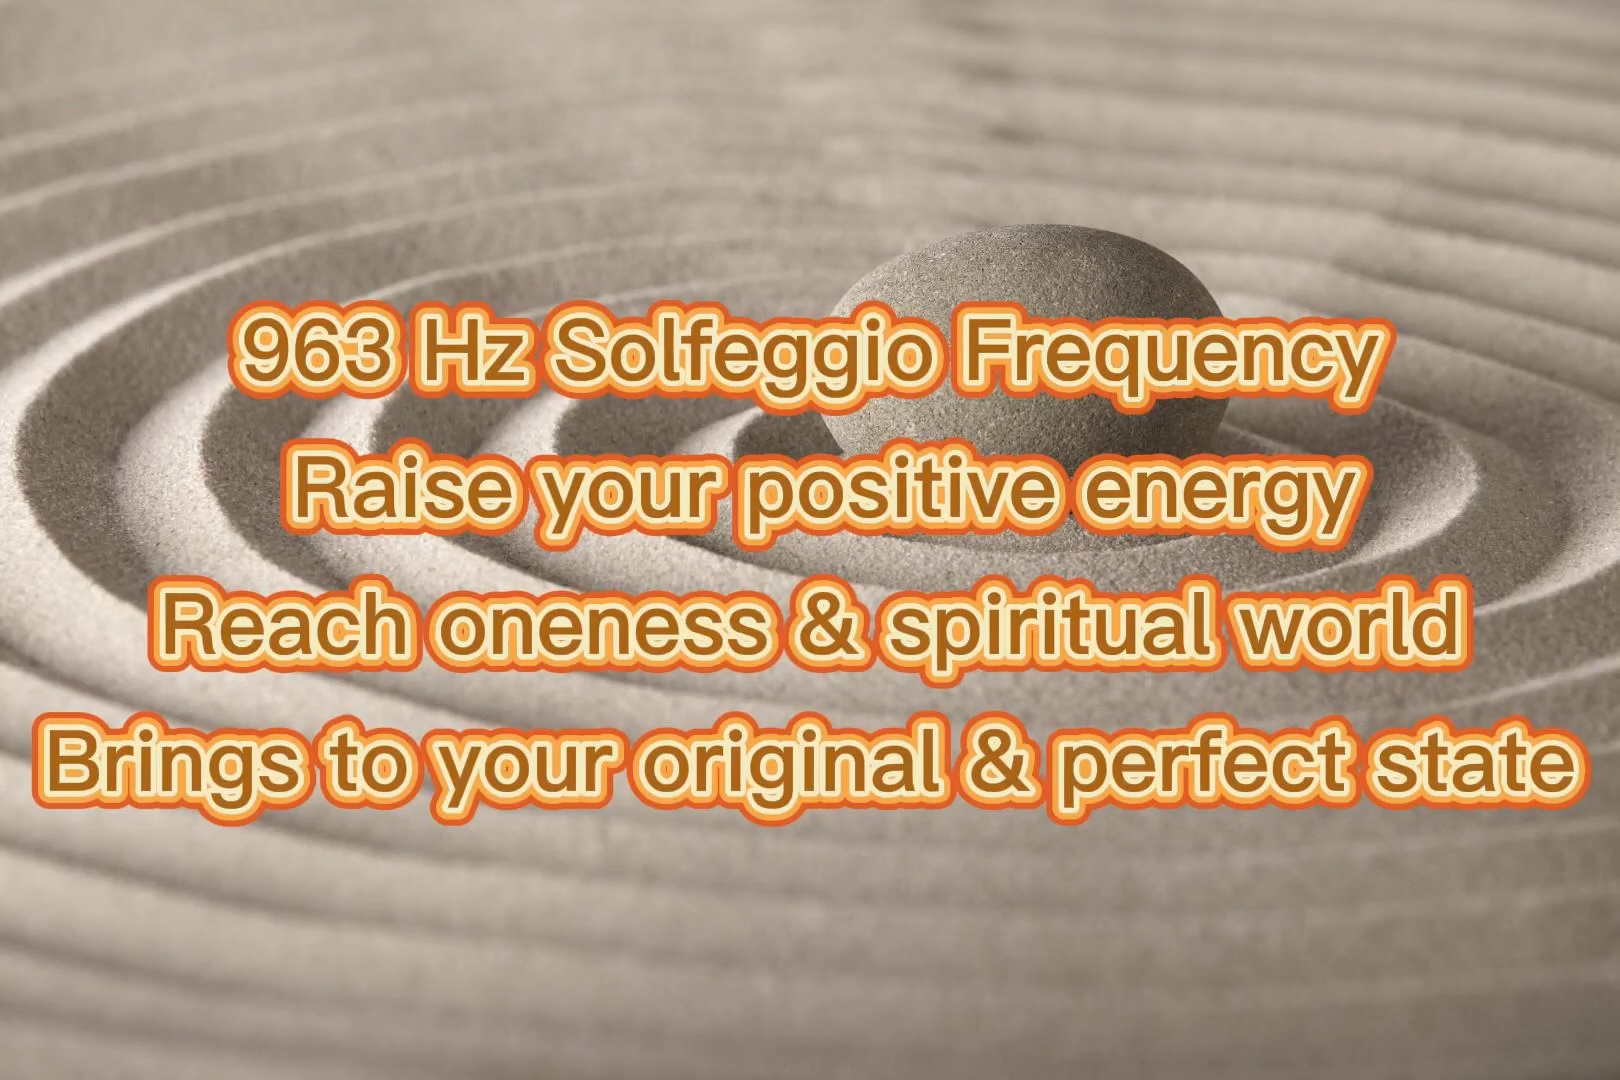 963 Hz Solfeggio Frequency
Raise your positive energy
Reach oneness & spiritual world
Brings to your original & perfect state